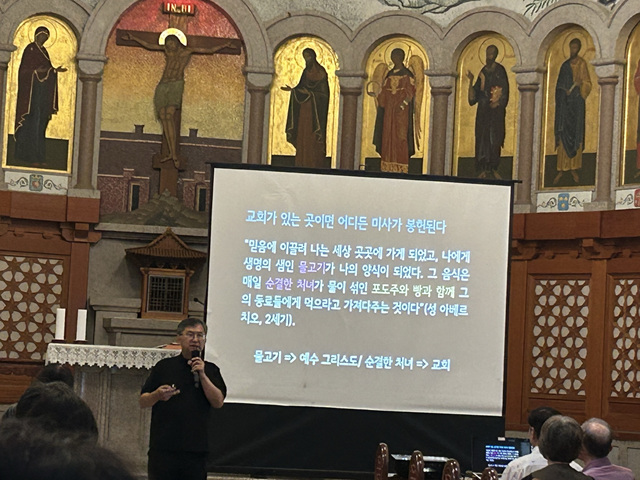 교회가 있는 곳이면 어디든 미사가 봉헌된다
"믿음에 이끌려 나는 세상 곳곳에 가게 되었고, 나에게
생명의 샘인 물고기가 나의 양식이 되었다. 그 음식은
매일 순결한 처녀가 물이 섞인 포도주와 빵과 함께 그
의 동료들에게 먹으라고 가져다주는 것이다"(성 아베르
치오, 2세기).
물고기 => 예수 그리스도/ 순결한 처녀 => 교회